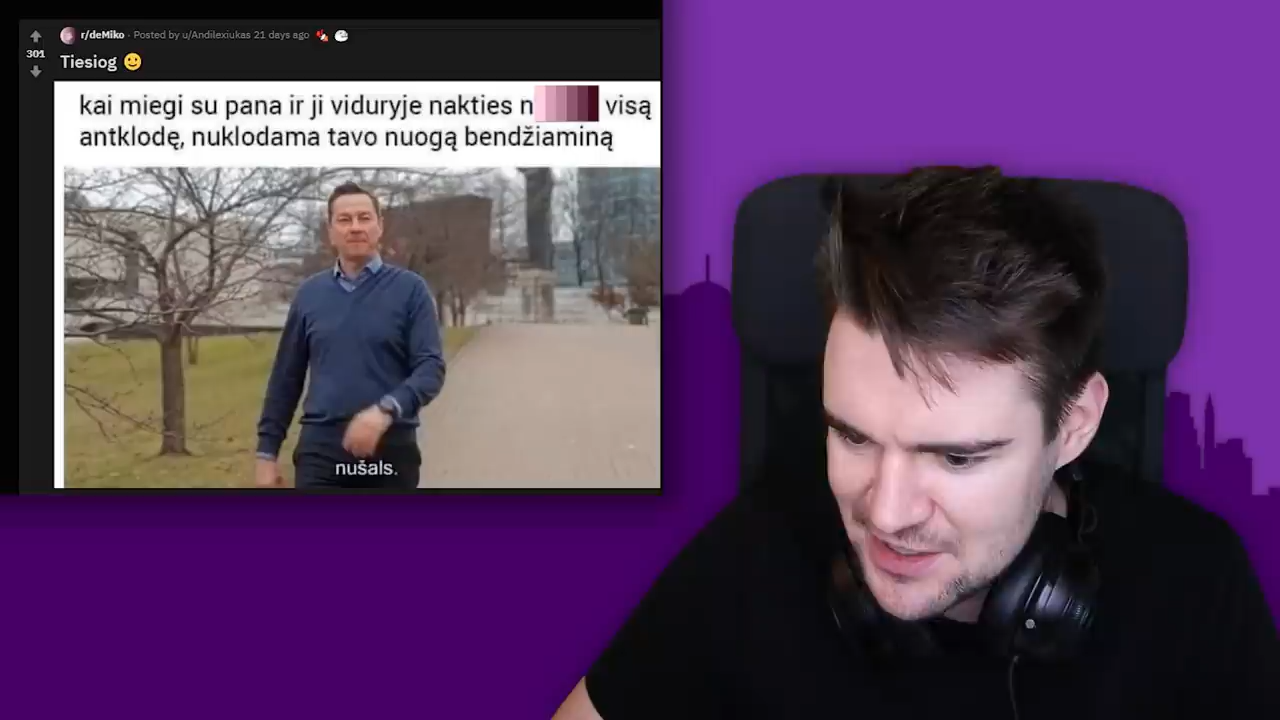 r/deMiko · Posted by u/Andilexiukas 21 days ago
301
Tiesiog
kai miegi su pana ir ji viduryje nakties n visą
antklodę, nuklodama tavo nuogą bendžiaminą
nušals.